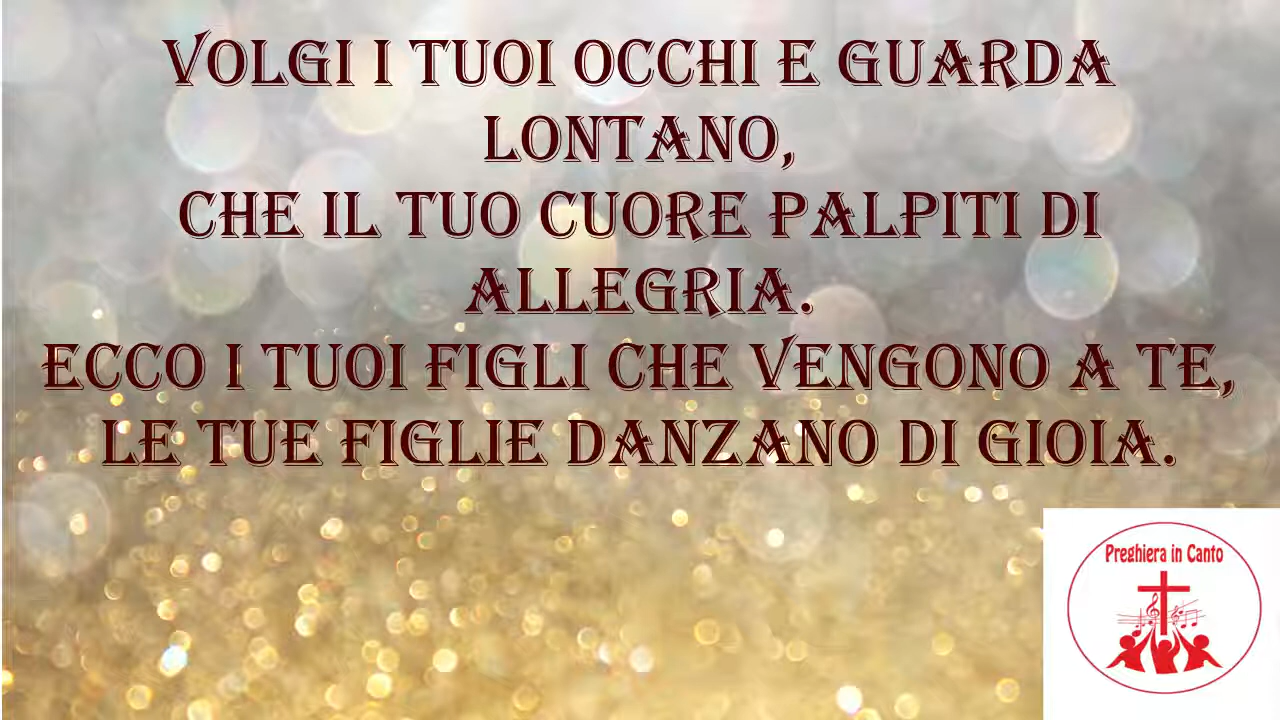 VOLGI I TUOI OCCHI E GUARDA
LONTANO,
CHE IL TUO CUORE PALPITI DI
ALLEGRIA.
ECCO I TUOI FIGLI CHE VENGONO A TE,
LE TUE FIGLIE DANZANO DI GIOIA.
Preghiera in Canto